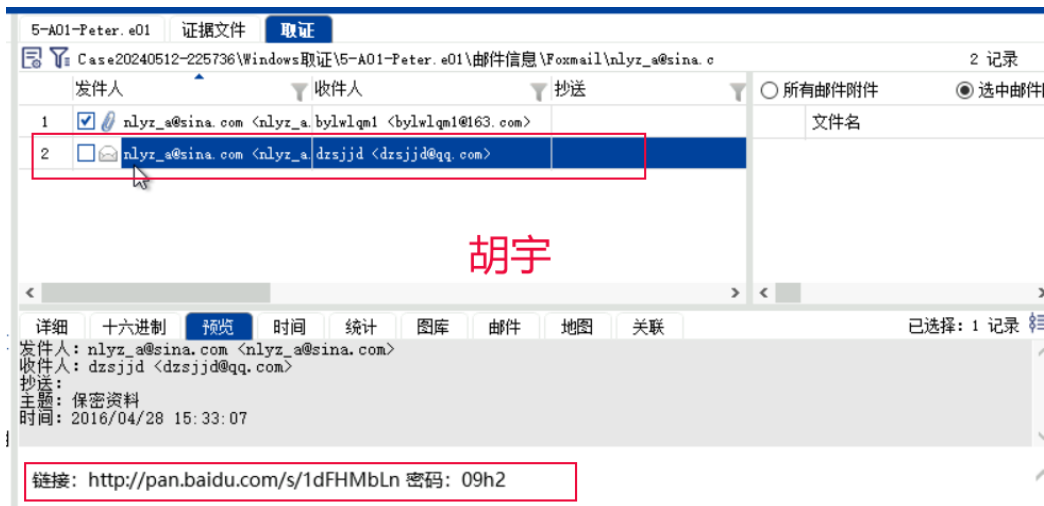 5-A01-Peter.e01 证据文件 取证
Case20240512-225736\Windows取证\5-A01-Peter.e01\邮件信息\Foxmail\nlyz_a@sina.c 2 记录
发件人 收件人 抄送 所有邮件附件 选中邮件
1 nlyz_a@sina.com <nlyz_a. bylwlqm1 <bylwlqm1@163.com> 文件名
2 nlyz_a@sina.com <nlyz_a. dzsjjd <dzsjjd@qq.com>
胡宇
详细 十六进制 预览 时间 统计 图库 邮件 地图 关联 已选择: 1 记录
发件人: nlyz_a@sina.com <nlyz_a@sina.com>
收件人: dzsjjd <dzsjjd@qq.com>
抄送:
主题: 保密资料
时间: 2016/04/28 15:33:07
链接: http://pan.baidu.com/s/1dFHMbLn 密码: 09h2